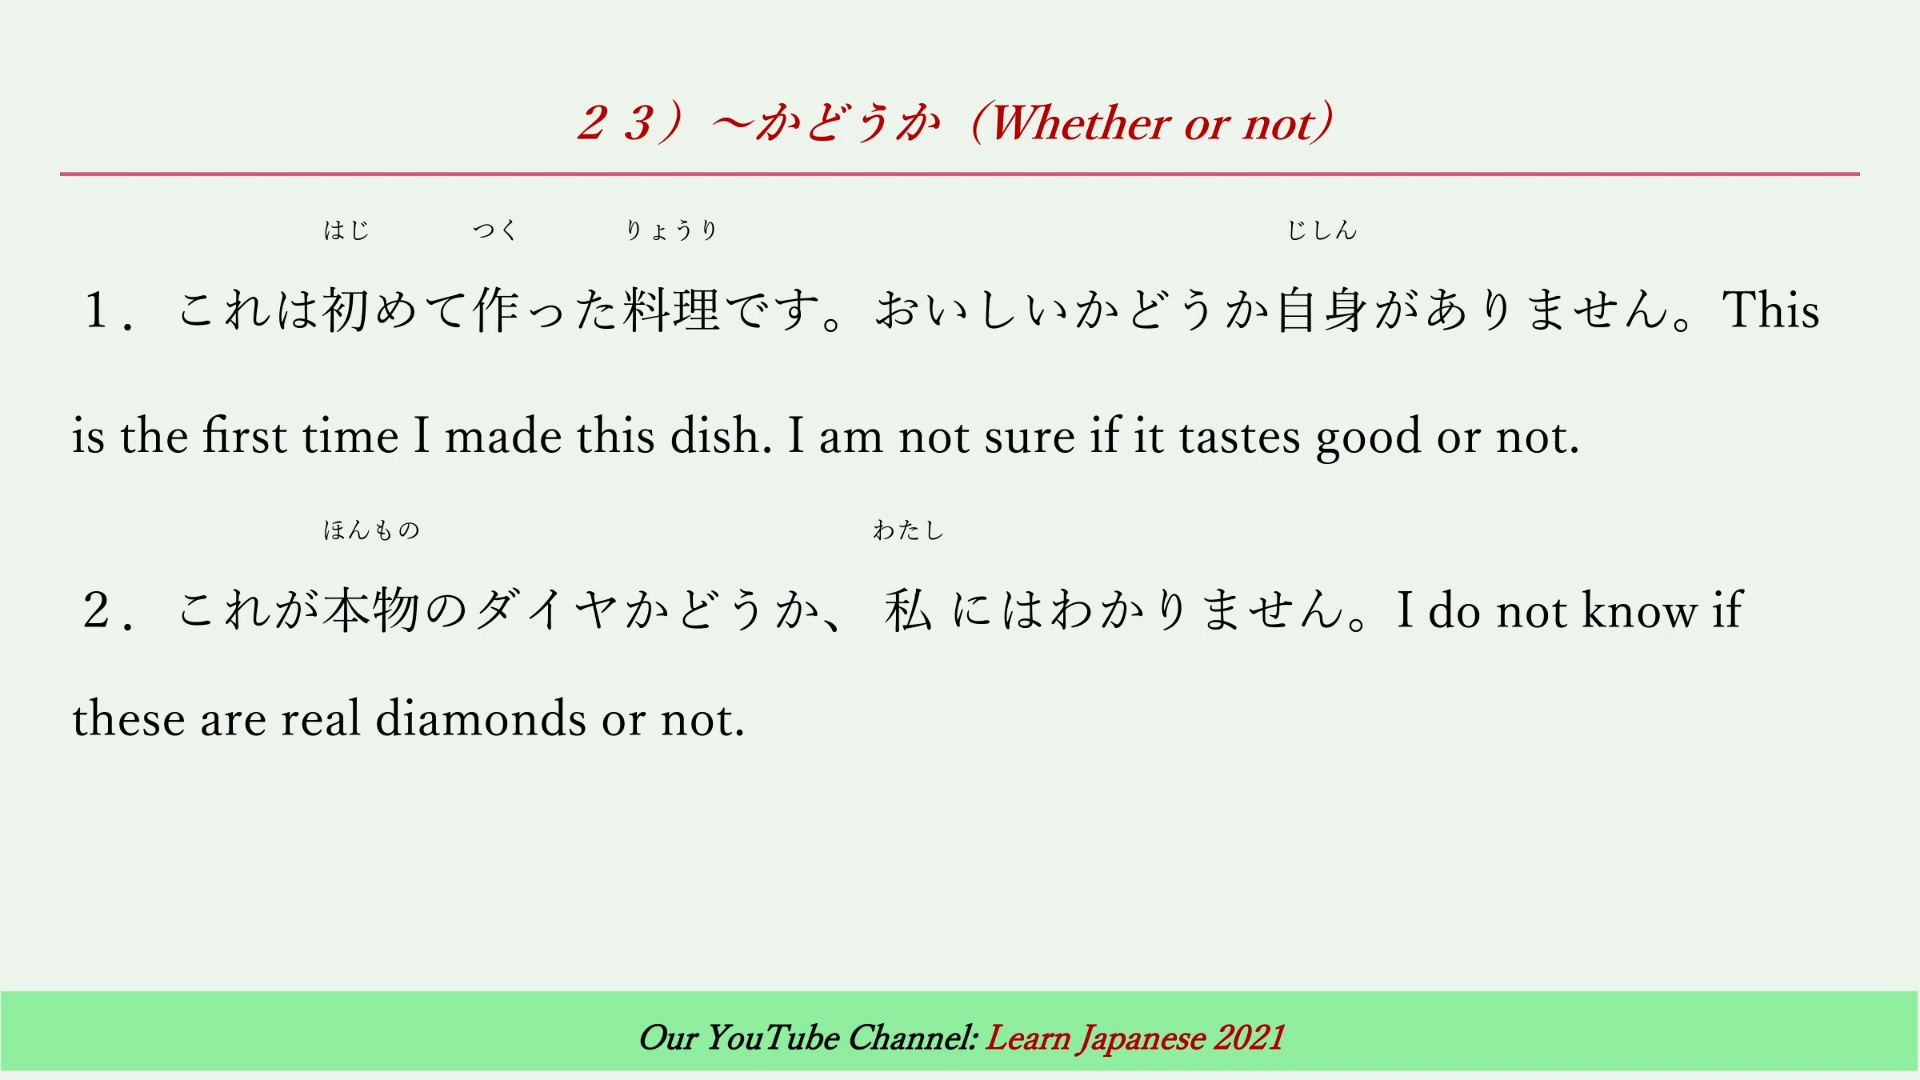 ２３）～かどうか（Whether or not）
はじ つく りょうり じしん
１．これは初めて作った料理です。おいしいかどうか自身がありません。This
is the first time I made this dish. I am not sure if it tastes good or not.
ほんもの わたし
２．これが本物のダイヤかどうか、私にはわかりません。I do not know if
these are real diamonds or not.
Our YouTube Channel: Learn Japanese 2021